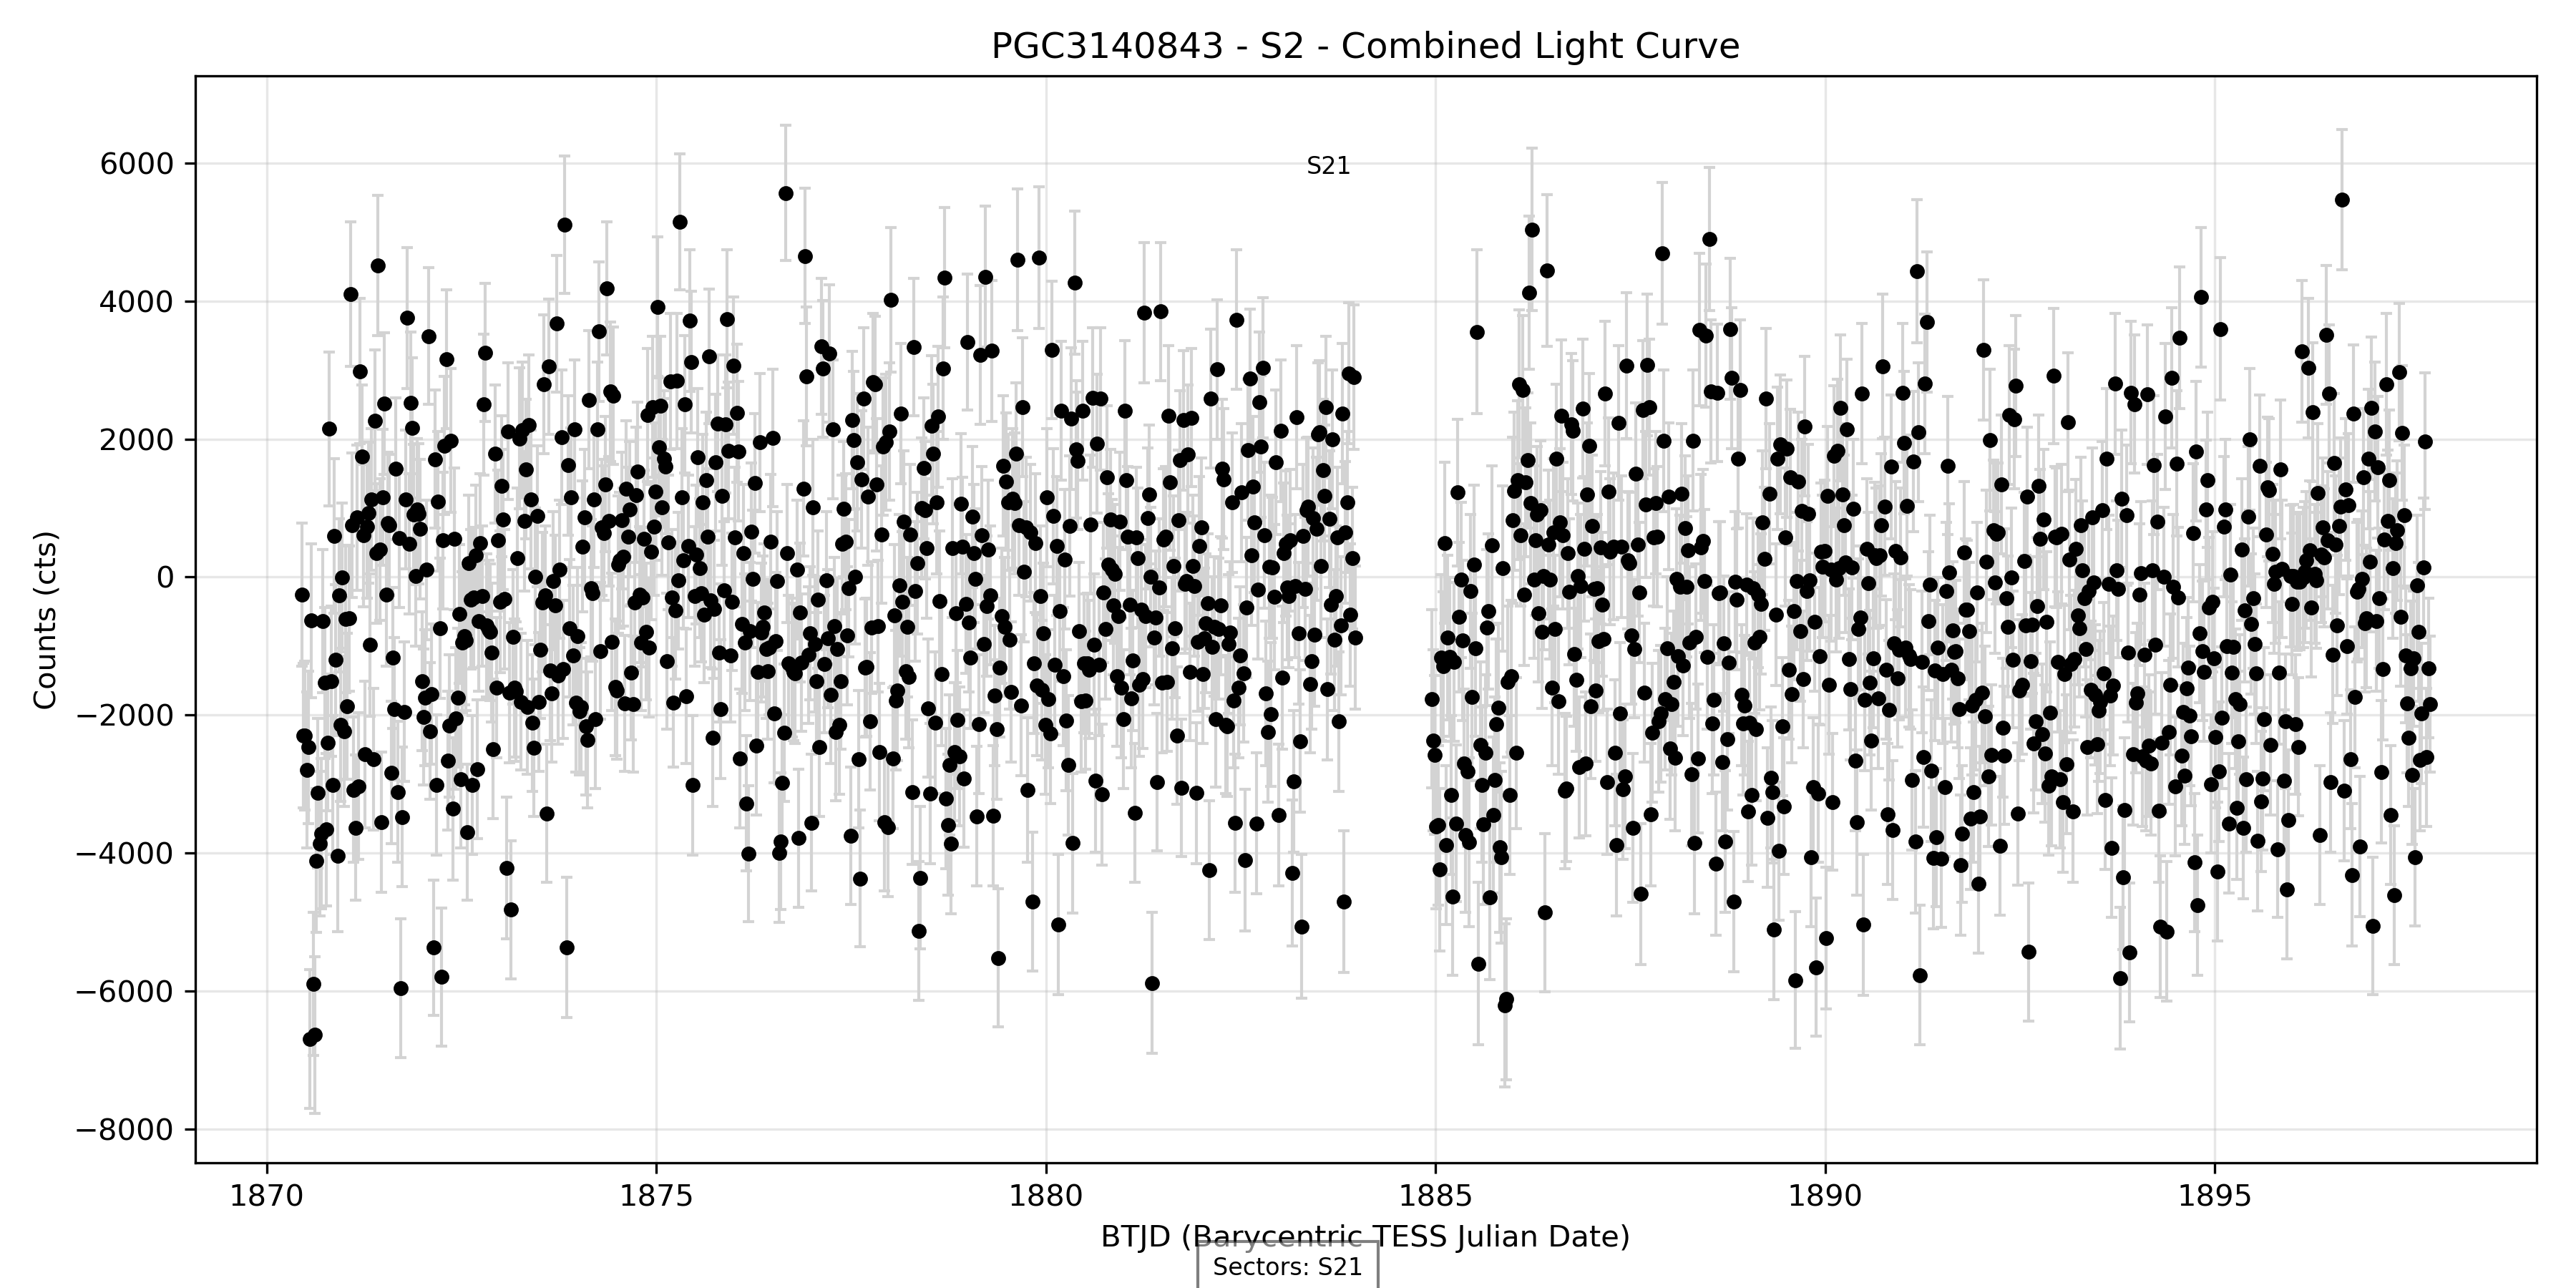 PGC3140843 - S2 - Combined Light Curve
S21
6000
4000
2000
0
−2000
−4000
−6000
−8000
Counts (cts)
1870 1875 1880 1885 1890 1895
BTJD (Barycentric TESS Julian Date)
Sectors: S21